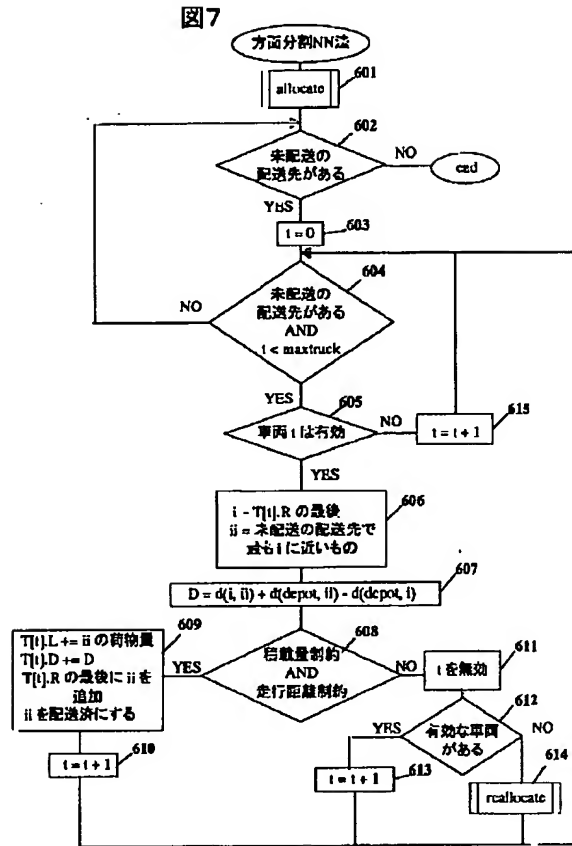 図7
方面分割NN法
allocate
601
602
未配送の
配送先がある
NO
end
YES
603
t = 0
604
未配送の
配送先がある
AND
t < maxtruck
NO
YES
605
車両 t は有効
NO
615
t = t + 1
YES
606
i = T[t].R の最後
ii = 未配送の配送先で
最も i に近いもの
607
D = d(i, ii) + d(depot, ii) - d(depot, i)
609
T[t].L += ii の荷物量
T[t].D += D
T[t].R の最後に ii を
追加
ii を配送済にする
YES
608
積載量制約
AND
走行距離制約
NO
611
t を無効
612
YES
有効な車両
がある
NO
610
t = t + 1
t = t + 1
613
614
reallocate